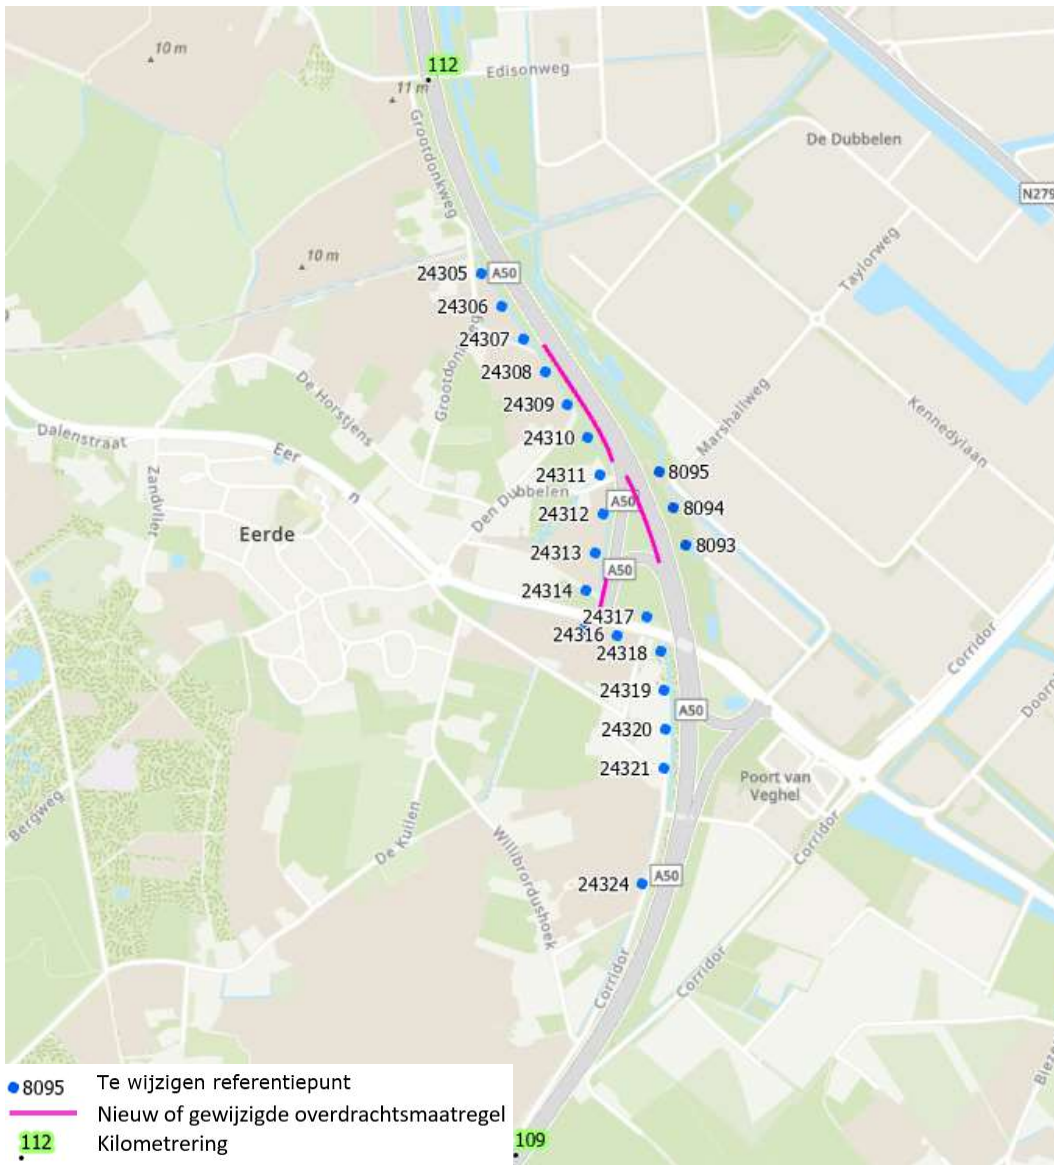 10 m
112
Edisonweg
11 m
Grootdonkweg
De Dubbelen
N279
Taylorweg
10 m
24305
A50
24306
24307
24308
24309
24310
24311
24312
24313
24314
24317
24316
24318
24319
24320
24321
24324
8095
8094
8093
A50
A50
A50
A50
De Horstjens
Marshallweg
Kennedylaan
Dalenstraat
Eer
n
Zandvliet
Den Dubbelen
Eerde
Corridor
Poort van
Veghel
Bergweg
De Kuilen
Willibrordushoek
Corridor
Corridor
Corridor
8095 Te wijzigen referentiepunt
Nieuw of gewijzigde overdrachtsmaatregel
112 Kilometrering
109